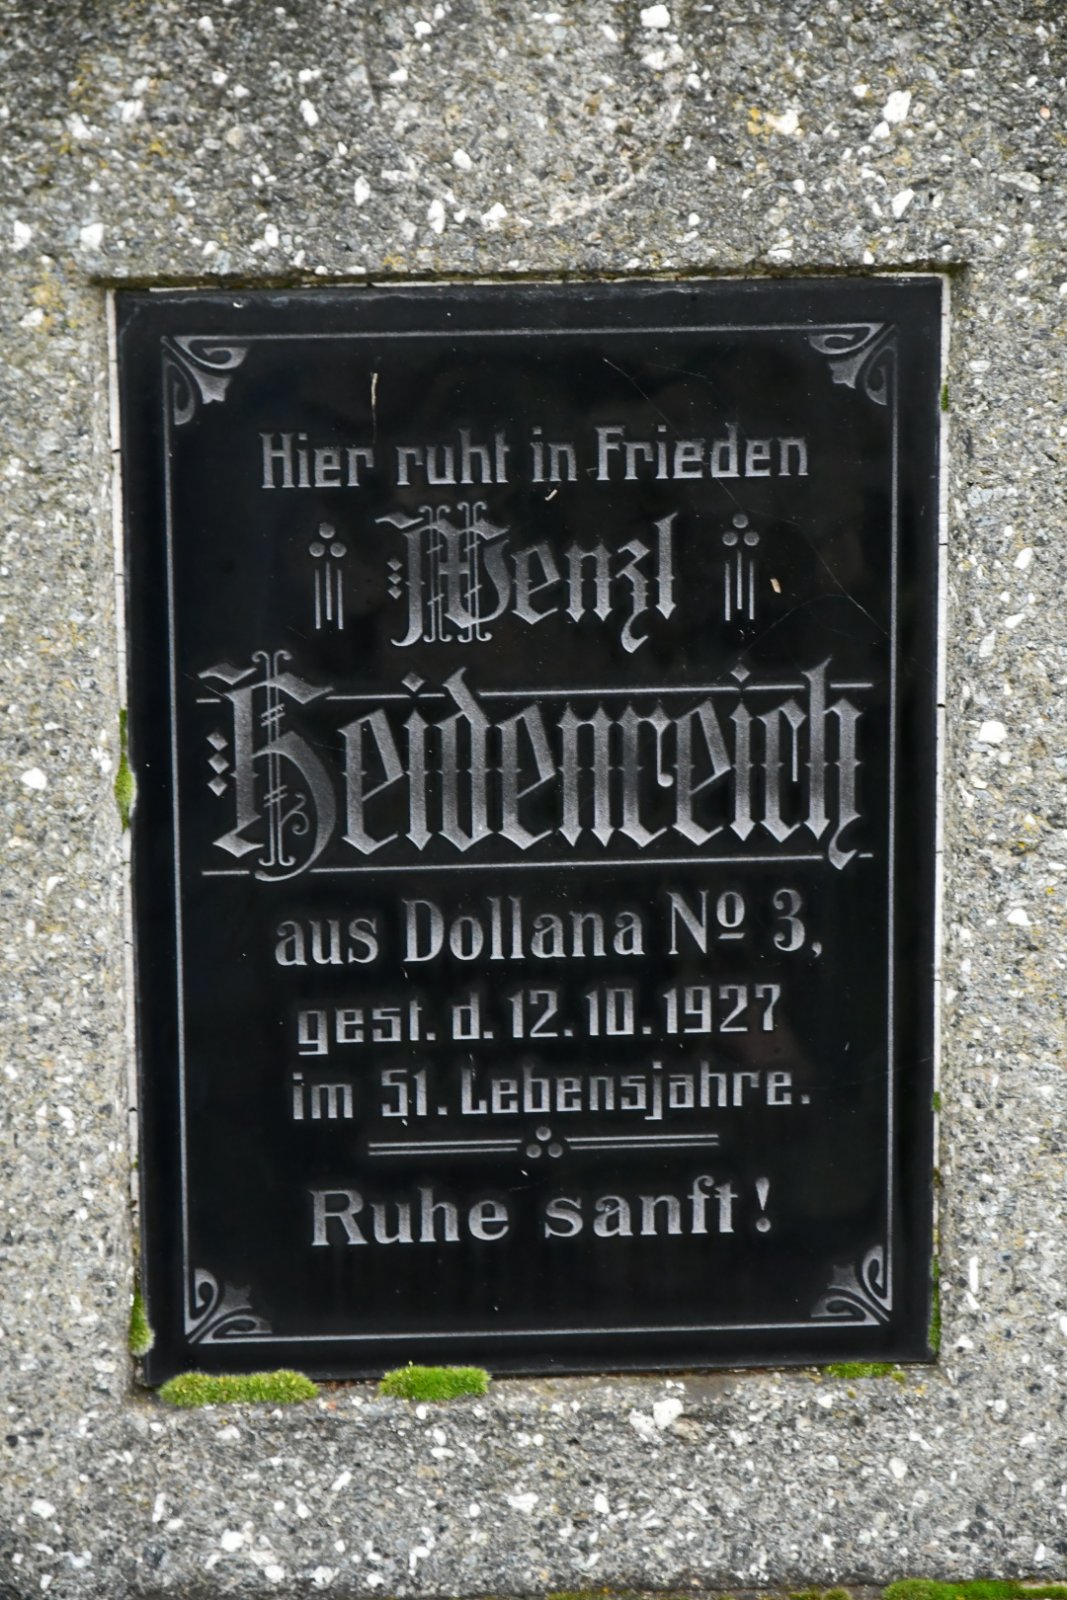 Hier ruht in Frieden
Wenzl
Heidenreich
aus Dollana Nº 3,
gest. d. 12.10.1927
im 51. Lebensjahre.
Ruhe sanft!